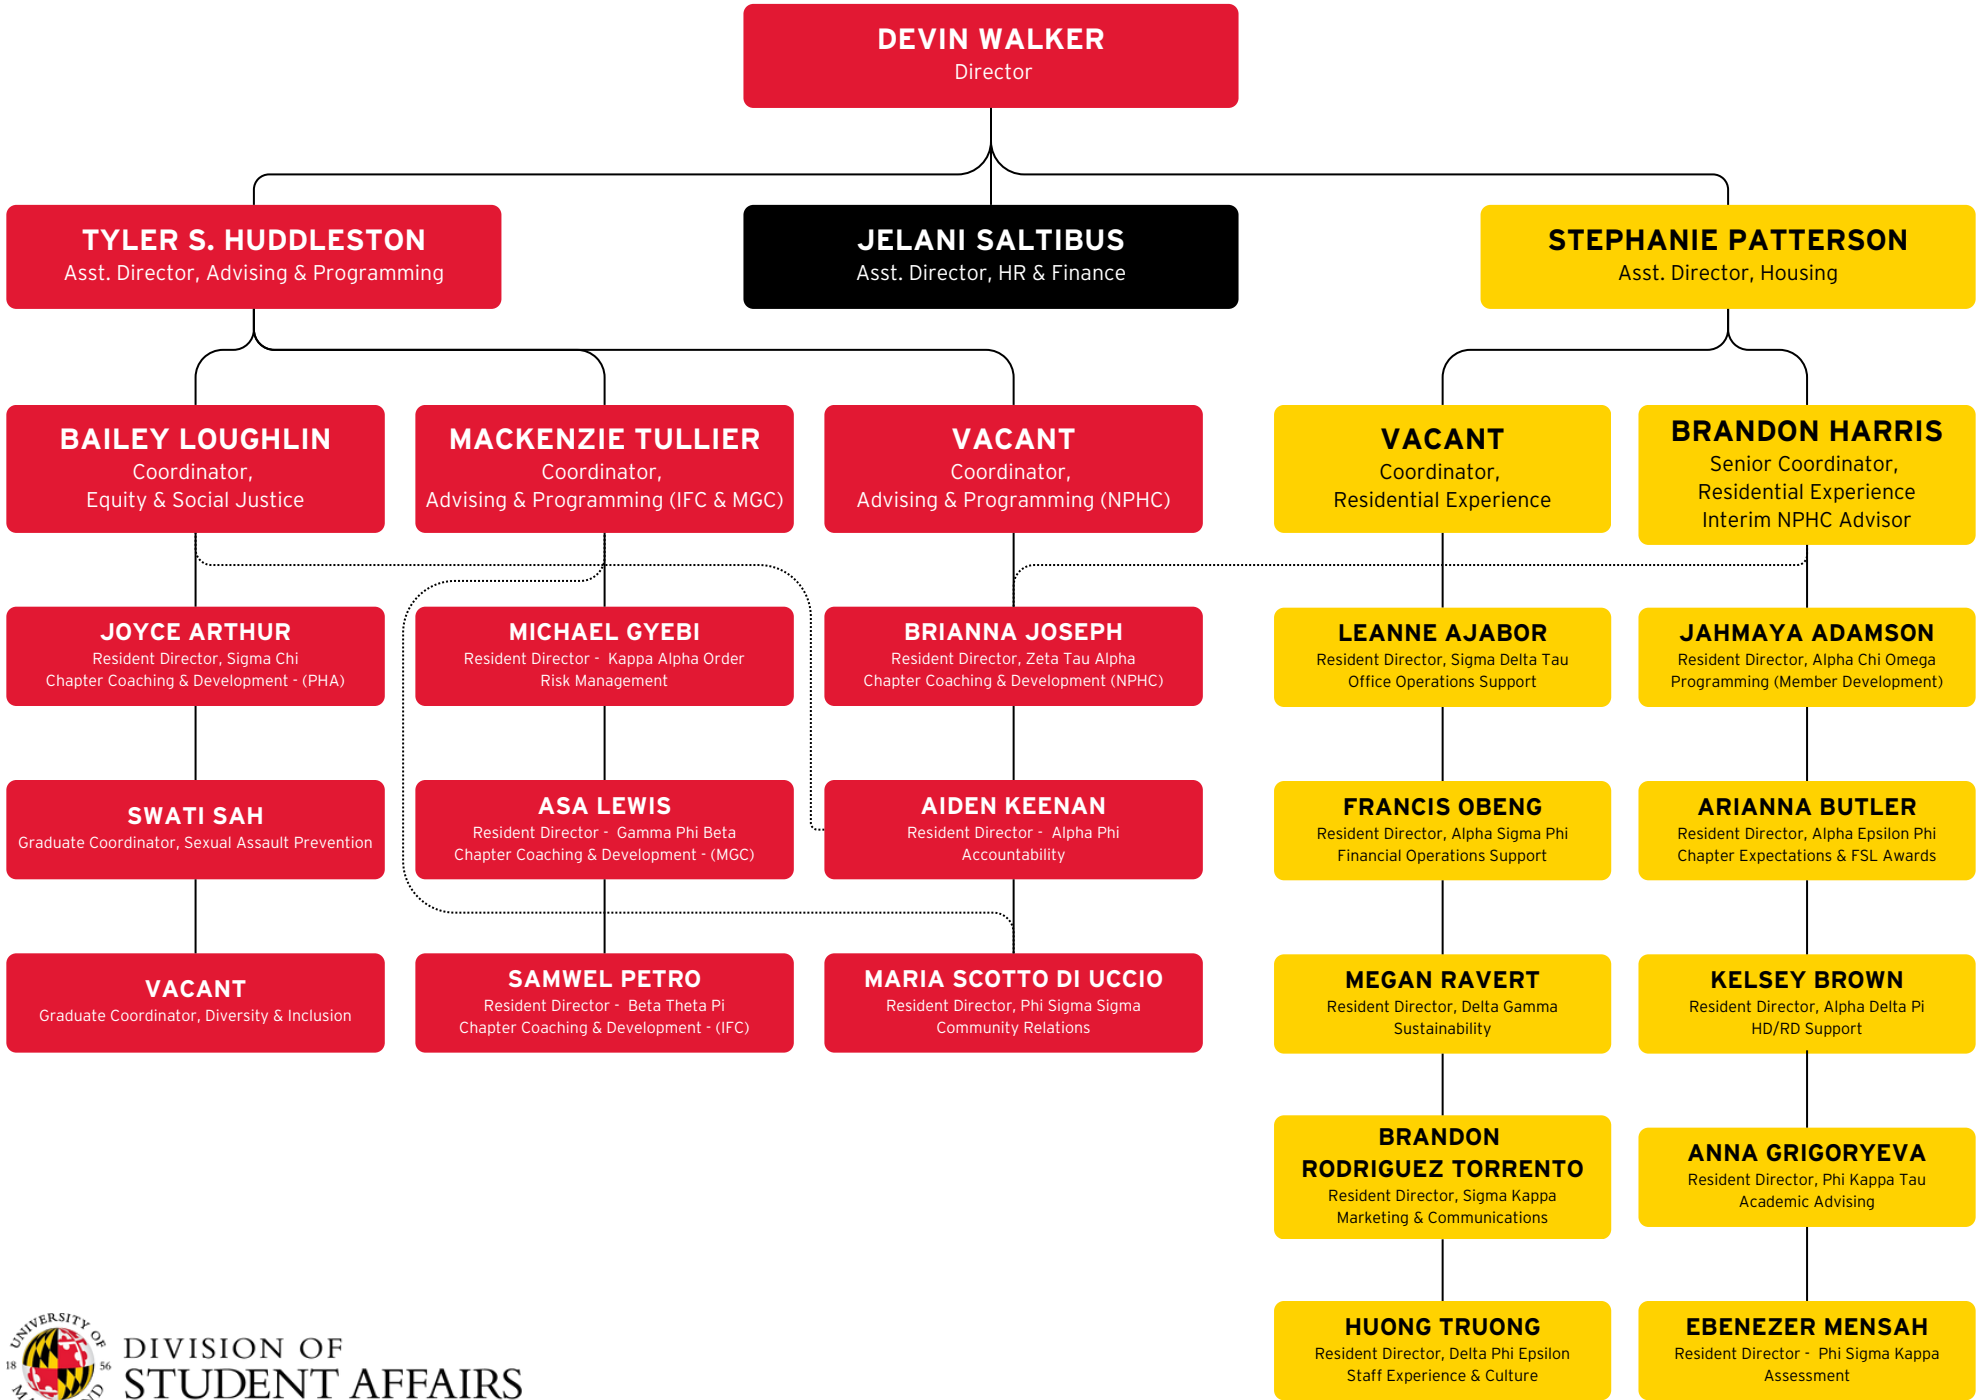 DEVIN WALKER
Director
TYLER S. HUDDLESTON
Asst. Director, Advising & Programming
JELANI SALTIBUS
Asst. Director, HR & Finance
STEPHANIE PATTERSON
Asst. Director, Housing
BAILEY LOUGHLIN
Coordinator,
Equity & Social Justice
MACKENZIE TULLIER
Coordinator,
Advising & Programming (IFC & MGC)
VACANT
Coordinator,
Advising & Programming (NPHC)
VACANT
Coordinator,
Residential Experience
BRANDON HARRIS
Senior Coordinator,
Residential Experience
Interim NPHC Advisor
JOYCE ARTHUR
Resident Director, Sigma Chi
Chapter Coaching & Development - (PHA)
MICHAEL GYEBI
Resident Director - Kappa Alpha Order
Risk Management
BRIANNA JOSEPH
Resident Director, Zeta Tau Alpha
Chapter Coaching & Development (NPHC)
LEANNE AJABOR
Resident Director, Sigma Delta Tau
Office Operations Support
JAHMAYA ADAMSON
Resident Director, Alpha Chi Omega
Programming (Member Development)
SWATI SAH
Graduate Coordinator, Sexual Assault Prevention
ASA LEWIS
Resident Director - Gamma Phi Beta
Chapter Coaching & Development - (MGC)
AIDEN KEENAN
Resident Director - Alpha Phi
Accountability
FRANCIS OBENG
Resident Director, Alpha Sigma Phi
Financial Operations Support
ARIANNA BUTLER
Resident Director, Alpha Epsilon Phi
Chapter Expectations & FSL Awards
VACANT
Graduate Coordinator, Diversity & Inclusion
SAMWEL PETRO
Resident Director - Beta Theta Pi
Chapter Coaching & Development - (IFC)
MARIA SCOTTO DI UCCIO
Resident Director, Phi Sigma Sigma
Community Relations
MEGAN RAVERT
Resident Director, Delta Gamma
Sustainability
KELSEY BROWN
Resident Director, Alpha Delta Pi
HD/RD Support
BRANDON
RODRIGUEZ TORRENTO
Resident Director, Sigma Kappa
Marketing & Communications
ANNA GRIGORYEVA
Resident Director, Phi Kappa Tau
Academic Advising
HUONG TRUONG
Resident Director, Delta Phi Epsilon
Staff Experience & Culture
EBENEZER MENSAH
Resident Director - Phi Sigma Kappa
Assessment
UNIVERSITY OF
18 56
DIVISION OF
STUDENT AFFAIRS